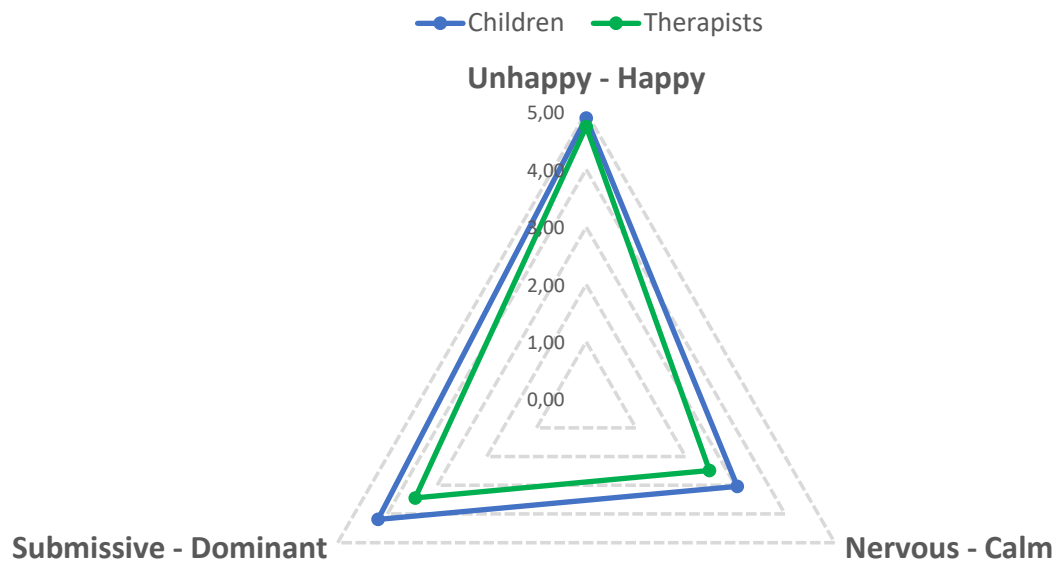 Children Therapists
Unhappy - Happy
5,00
4,00
3,00
2,00
1,00
0,00
Submissive - Dominant
Nervous - Calm